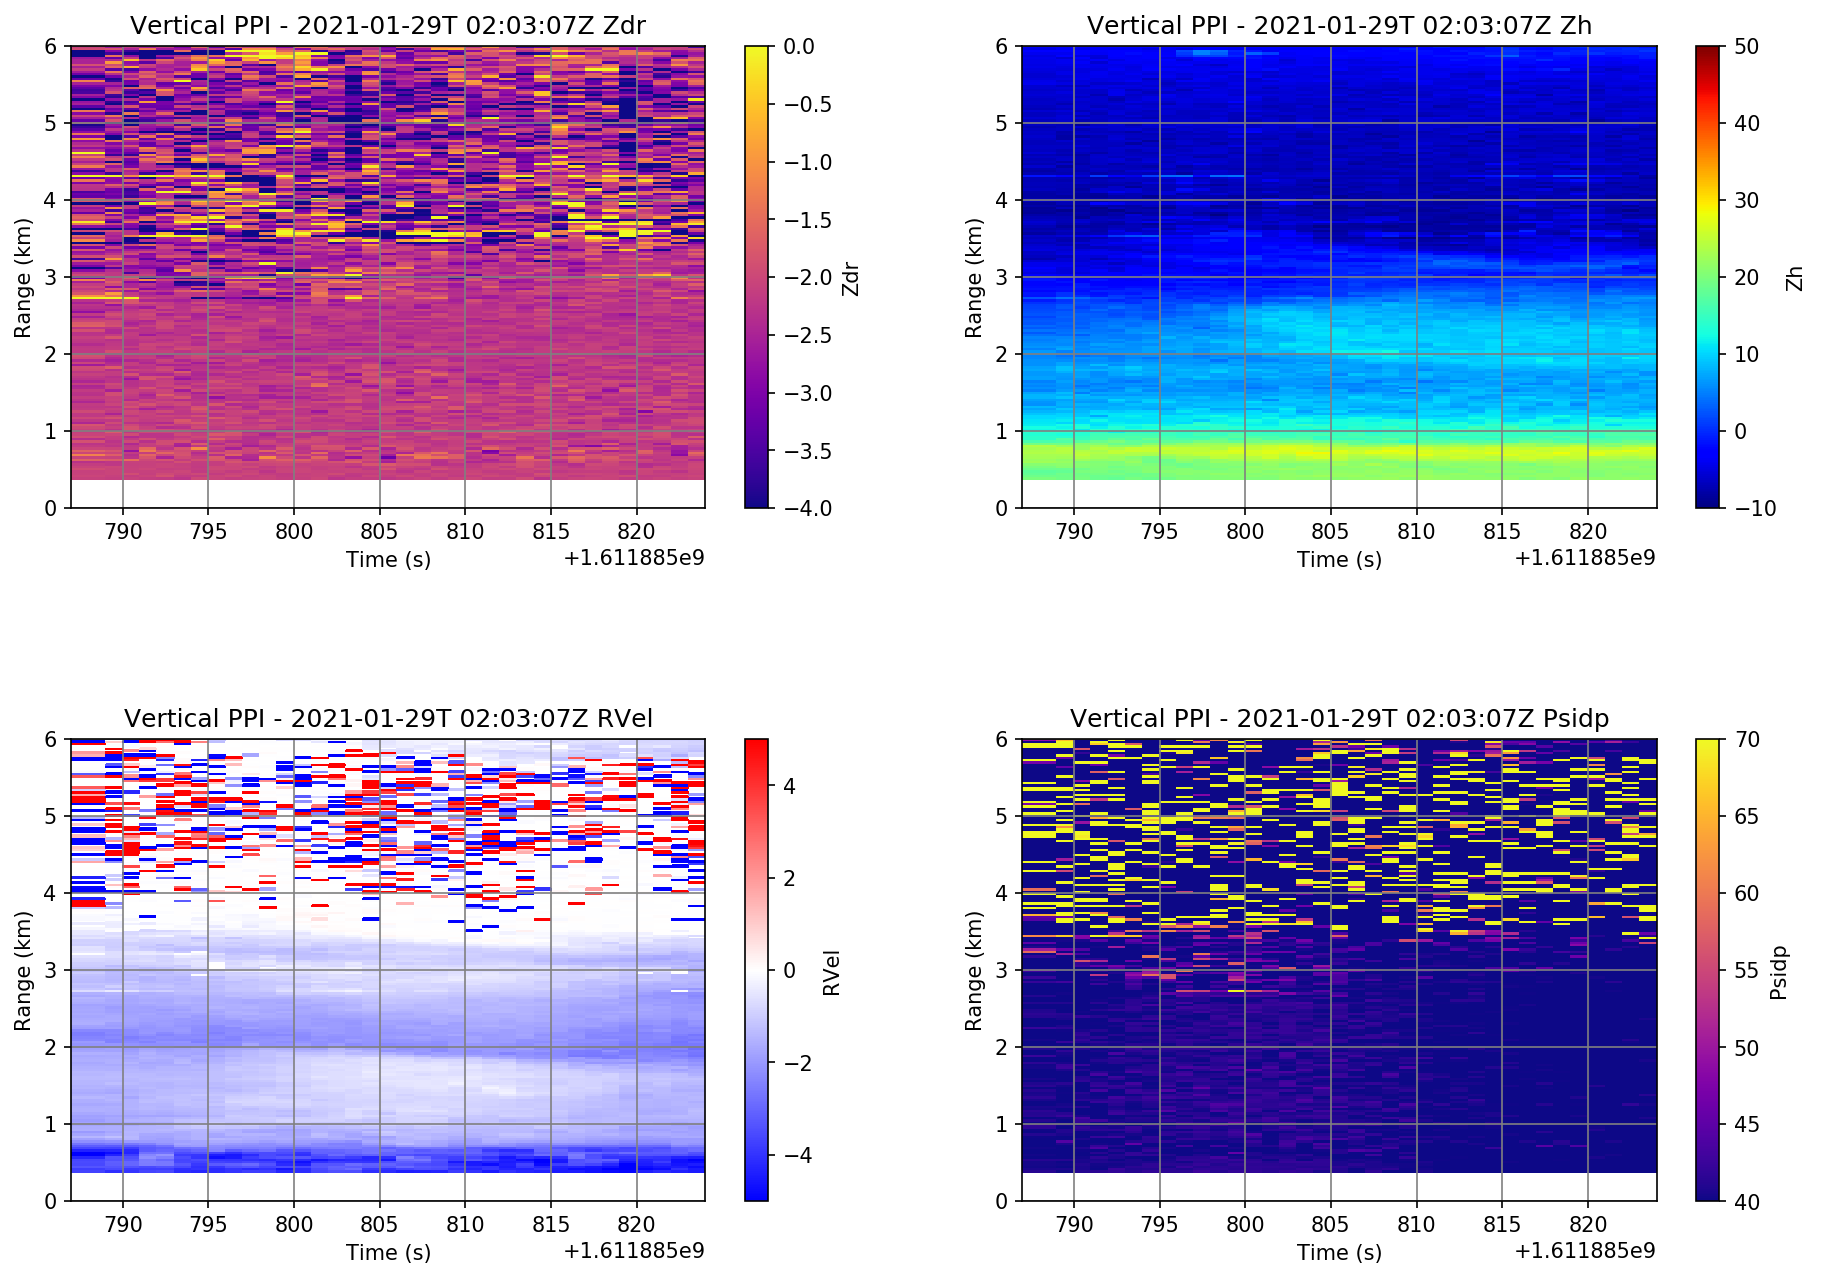 Vertical PPI - 2021-01-29T 02:03:07Z Zdr
6
5
4
3
2
1
0
Range (km)
790 795 800 805 810 815 820
Time (s)
+1.611885e9
0.0
−0.5
−1.0
−1.5
−2.0
−2.5
−3.0
−3.5
−4.0
Zdr
Vertical PPI - 2021-01-29T 02:03:07Z Zh
6
5
4
3
2
1
0
Range (km)
790 795 800 805 810 815 820
Time (s)
+1.611885e9
50
40
30
20
10
0
−10
Zh
Vertical PPI - 2021-01-29T 02:03:07Z RVel
6
5
4
3
2
1
0
Range (km)
790 795 800 805 810 815 820
Time (s)
+1.611885e9
4
2
0
−2
−4
RVel
Vertical PPI - 2021-01-29T 02:03:07Z Psidp
6
5
4
3
2
1
0
Range (km)
790 795 800 805 810 815 820
Time (s)
+1.611885e9
70
65
60
55
50
45
40
Psidp